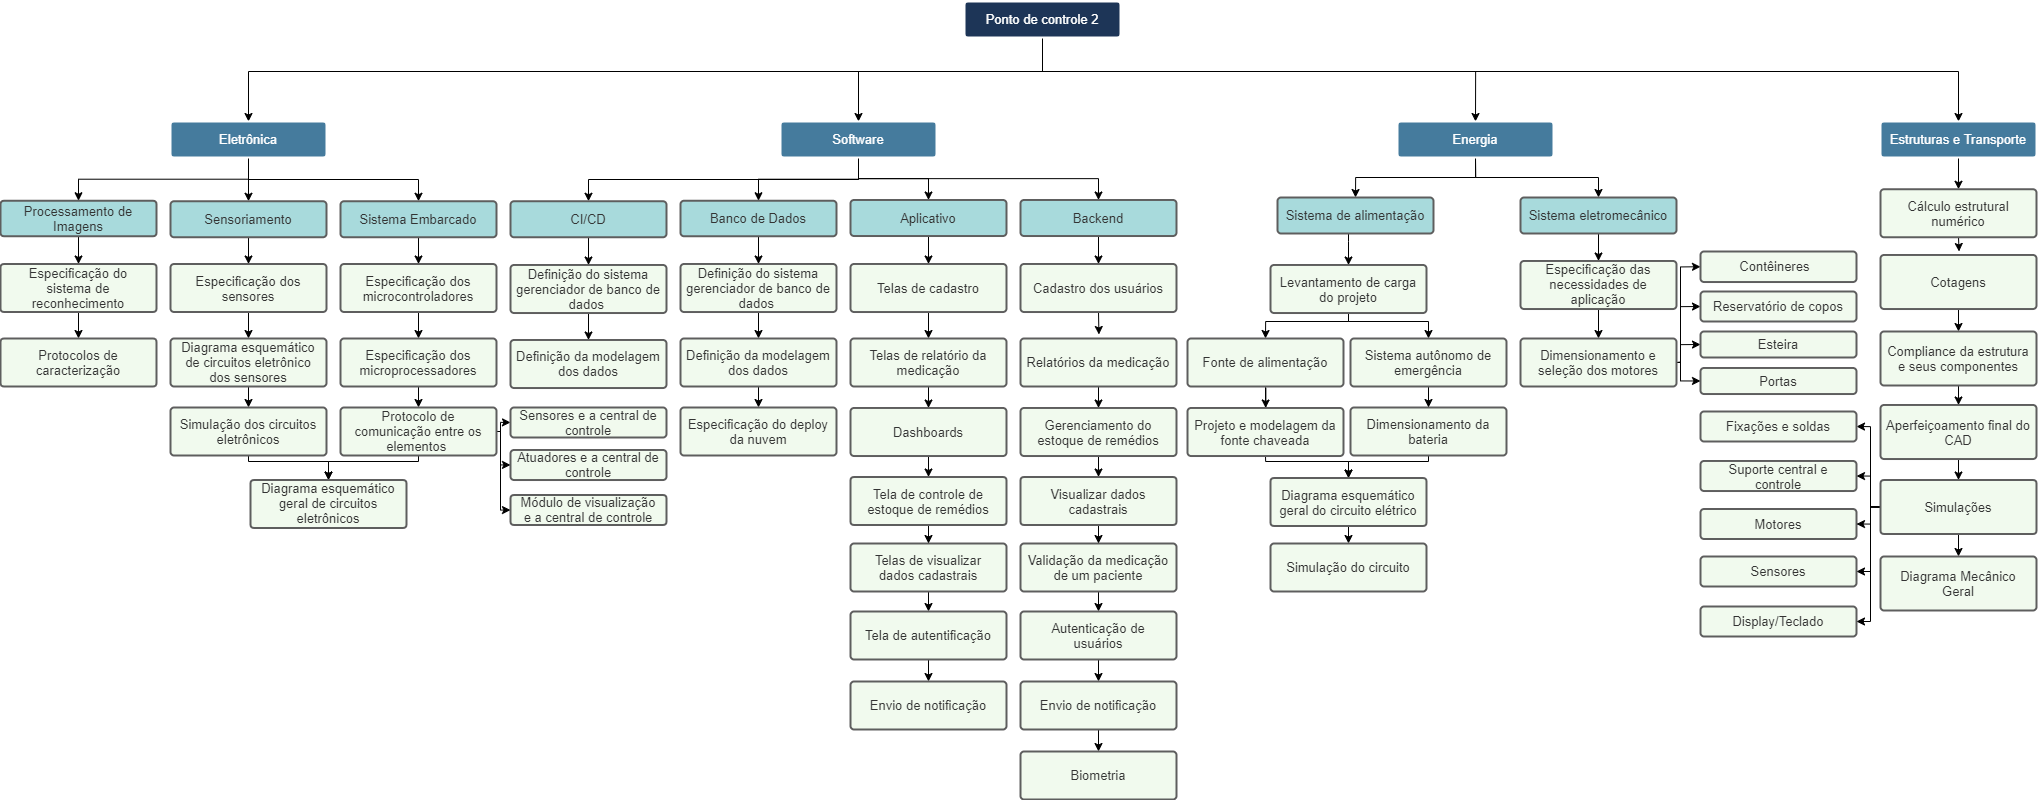 Ponto de controle 2
Eletrônica
Software
Energia
Estruturas e Transporte
Processamento de
Imagens
Especificação do
sistema de
reconhecimento
Protocolos de
caracterização
Sensoriamento
Especificação dos
sensores
Diagrama esquemático
de circuitos eletrônico
dos sensores
Simulação dos circuitos
eletrônicos
Sistema Embarcado
Especificação dos
microcontroladores
Especificação dos
microprocessadores
Protocolo de
comunicação entre os
elementos
Sensores e a central de
controle
Atuadores e a central de
controle
Módulo de visualização
e a central de controle
Diagrama esquemático
geral de circuitos
eletrônicos
CI/CD
Definição do sistema
gerenciador de banco de
dados
Definição da modelagem
dos dados
Banco de Dados
Definição do sistema
gerenciador de banco de
dados
Definição da modelagem
dos dados
Especificação do deploy
da nuvem
Aplicativo
Telas de cadastro
Telas de relatório da
medicação
Dashboards
Tela de controle de
estoque de remédios
Telas de visualizar
dados cadastrais
Tela de autentificação
Envio de notificação
Backend
Cadastro dos usuários
Relatórios da medicação
Gerenciamento do
estoque de remédios
Visualizar dados
cadastrais
Validação da medicação
de um paciente
Autenticação de
usuários
Envio de notificação
Biometria
Sistema de alimentação
Levantamento de carga
do projeto
Fonte de alimentação
Projeto e modelagem da
fonte chaveada
Sistema autônomo de
emergência
Dimensionamento da
bateria
Diagrama esquemático
geral do circuito elétrico
Simulação do circuito
Sistema eletromecânico
Especificação das
necessidades de
aplicação
Dimensionamento e
seleção dos motores
Contêineres
Reservatório de copos
Esteira
Portas
Cálculo estrutural
numérico
Cotagens
Compliance da estrutura
e seus componentes
Aperfeiçoamento final do
CAD
Simulações
Fixações e soldas
Suporte central e
controle
Motores
Sensores
Display/Teclado
Diagrama Mecânico
Geral